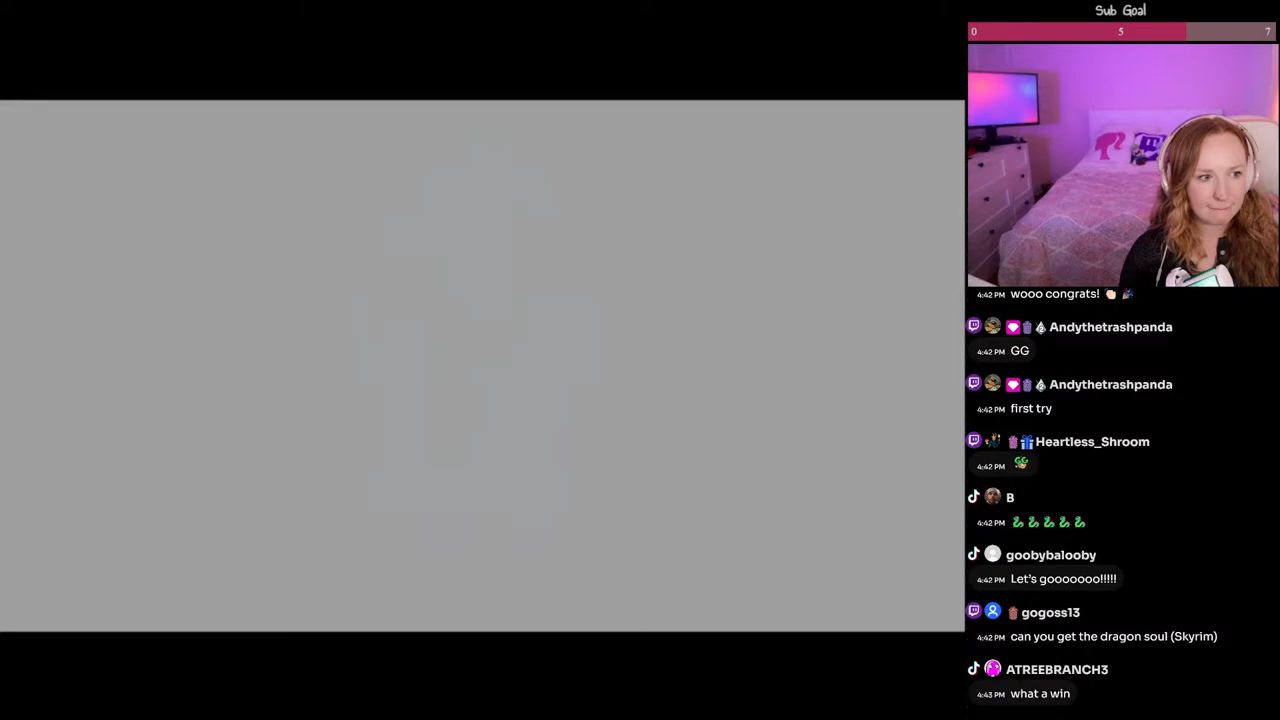 Sub Goal
0 5 7
4:42 PM wooo congrats! 👏🏻 🎉
Andythetrashpanda
4:42 PM GG
Andythetrashpanda
4:42 PM first try
Heartless_Shroom
4:42 PM GG
B
4:42 PM 🐍 🐍 🐍 🐍 🐍
goobybalooby
4:42 PM Let's gooooooo!!!!!
gogoss13
4:42 PM can you get the dragon soul (Skyrim)
ATREEBRANCH3
4:43 PM what a win